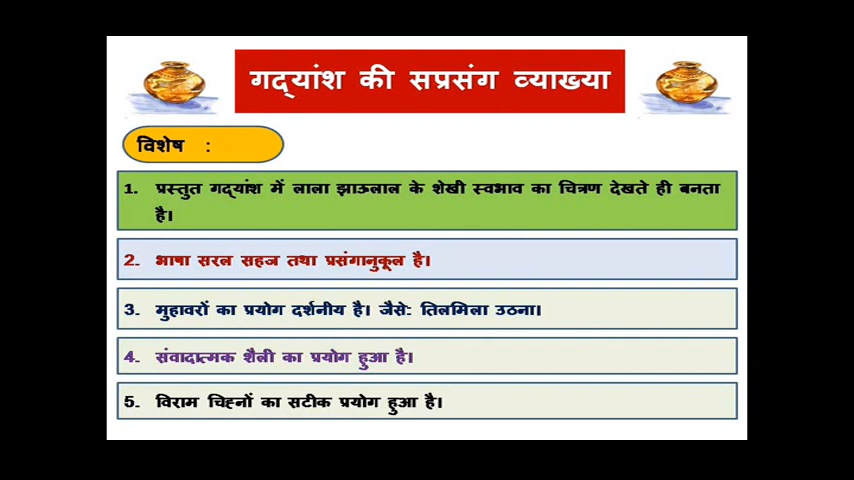 गद्यांश की सप्रसंग व्याख्या
विशेष :
1. प्रस्तुत गद्यांश में लाला झाऊलाल के शेखी स्वभाव का चित्रण देखते ही बनता
है।
2. भाषा सरल सहज तथा प्रसंगानुकूल है।
3. मुहावरों का प्रयोग दर्शनीय है। जैसे: तिलमिला उठना।
4. संवादात्मक शैली का प्रयोग हुआ है।
5. विराम चिह्नों का सटीक प्रयोग हुआ है।